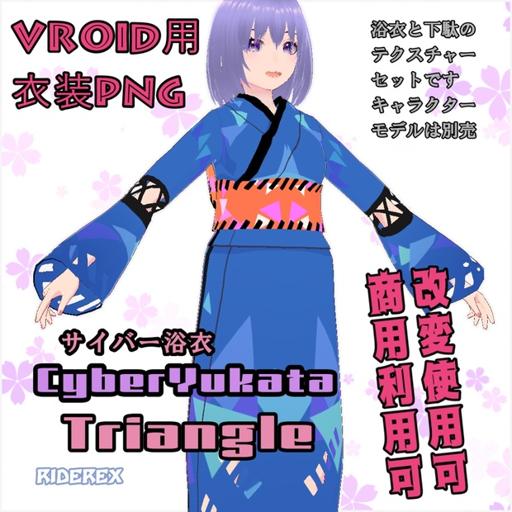 VROID用
衣装PNG
浴衣と下駄の
テクスチャー
セットです
キャラクター
モデルは別売
改変使用可
商用利用可
サイバー浴衣
CyberYukata
Triangle
RIDEREX